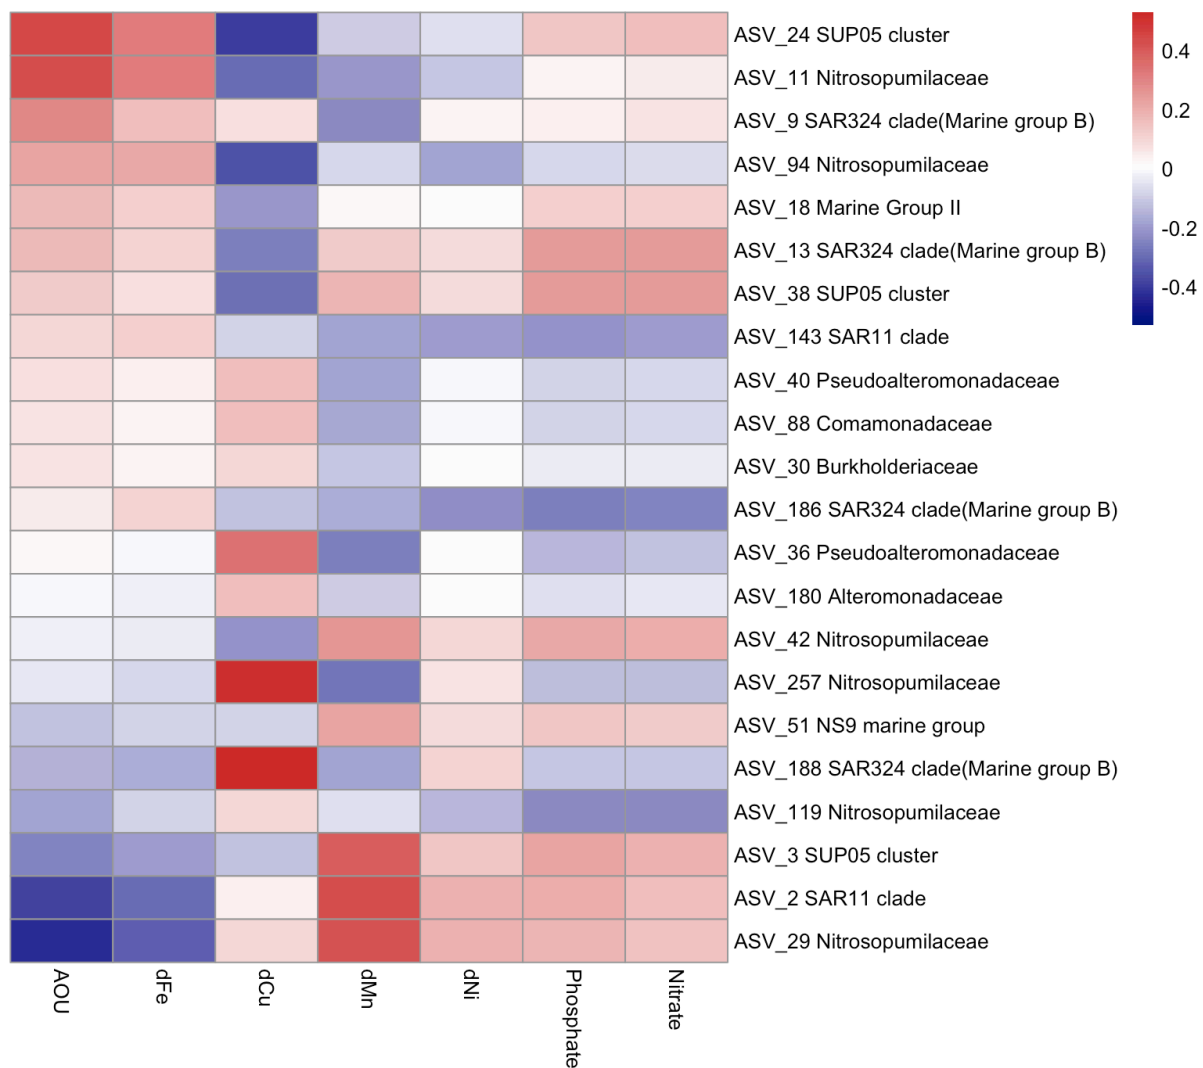 ASV_24 SUP05 cluster
ASV_11 Nitrosopumilaceae
ASV_9 SAR324 clade(Marine group B)
ASV_94 Nitrosopumilaceae
ASV_18 Marine Group II
ASV_13 SAR324 clade(Marine group B)
ASV_38 SUP05 cluster
ASV_143 SAR11 clade
ASV_40 Pseudoalteromonadaceae
ASV_88 Comamonadaceae
ASV_30 Burkholderiaceae
ASV_186 SAR324 clade(Marine group B)
ASV_36 Pseudoalteromonadaceae
ASV_180 Alteromonadaceae
ASV_42 Nitrosopumilaceae
ASV_257 Nitrosopumilaceae
ASV_51 NS9 marine group
ASV_188 SAR324 clade(Marine group B)
ASV_119 Nitrosopumilaceae
ASV_3 SUP05 cluster
ASV_2 SAR11 clade
ASV_29 Nitrosopumilaceae
0.4
0.2
0
-0.2
-0.4
AOU
dFe
dCu
dMn
dNi
Phosphate
Nitrate